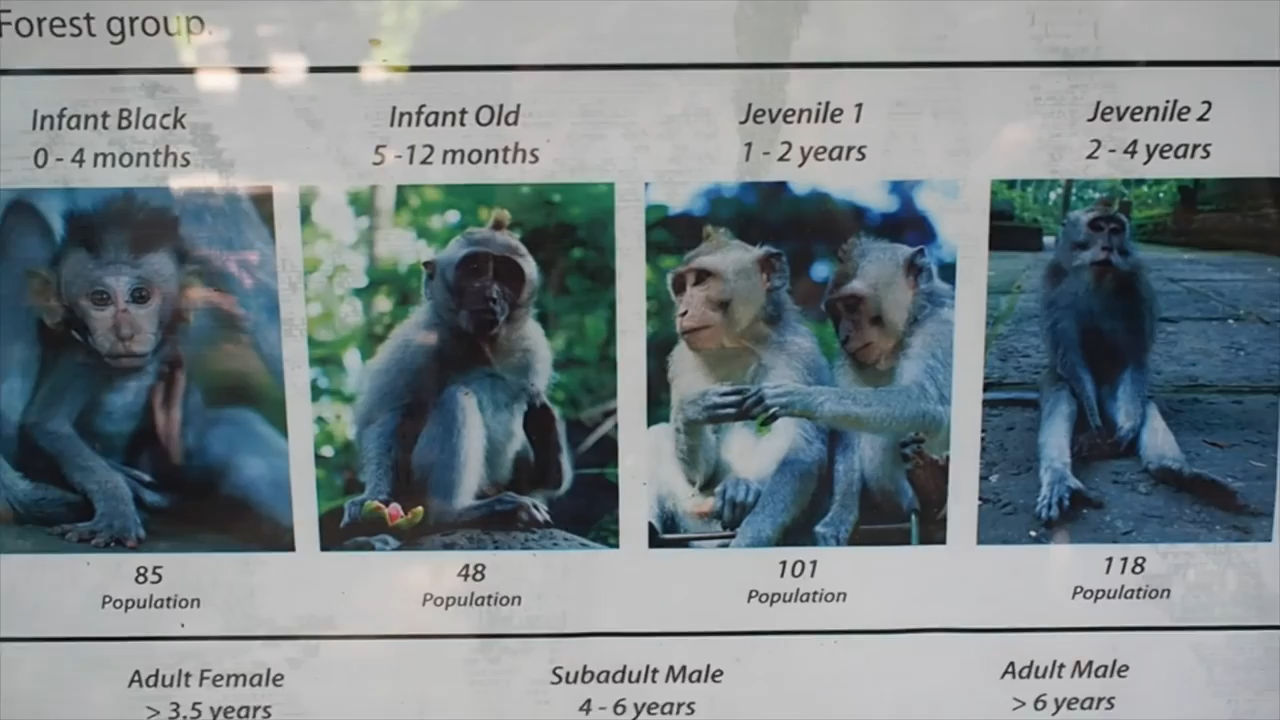 Forest group.
Infant Black
0 - 4 months
Infant Old
5 -12 months
Jevenile 1
1 - 2 years
Jevenile 2
2 - 4 years
85
Population
48
Population
101
Population
118
Population
Adult Female
> 3.5 years
Subadult Male
4 - 6 years
Adult Male
> 6 years